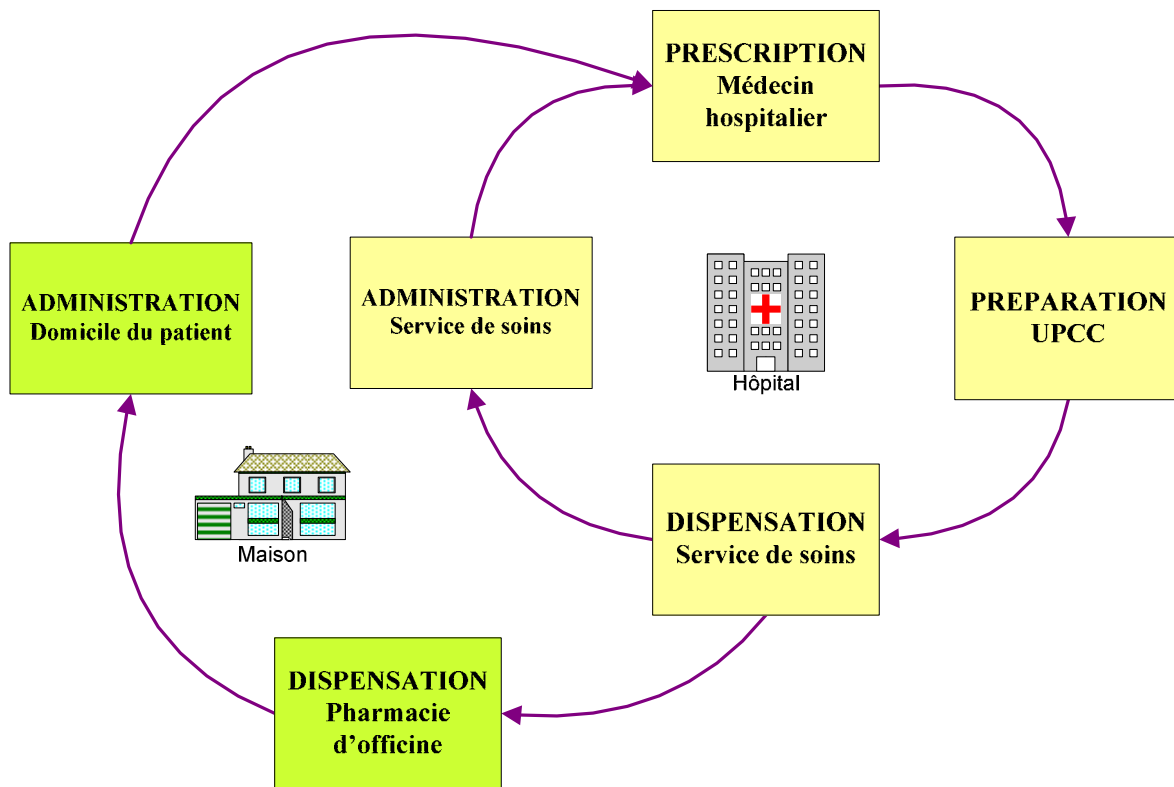 PRESCRIPTION
Médecin
hospitalier
ADMINISTRATION
Domicile du patient
ADMINISTRATION
Service de soins
Hôpital
PREPARATION
UPCC
Maison
DISPENSATION
Service de soins
DISPENSATION
Pharmacie
d’officine